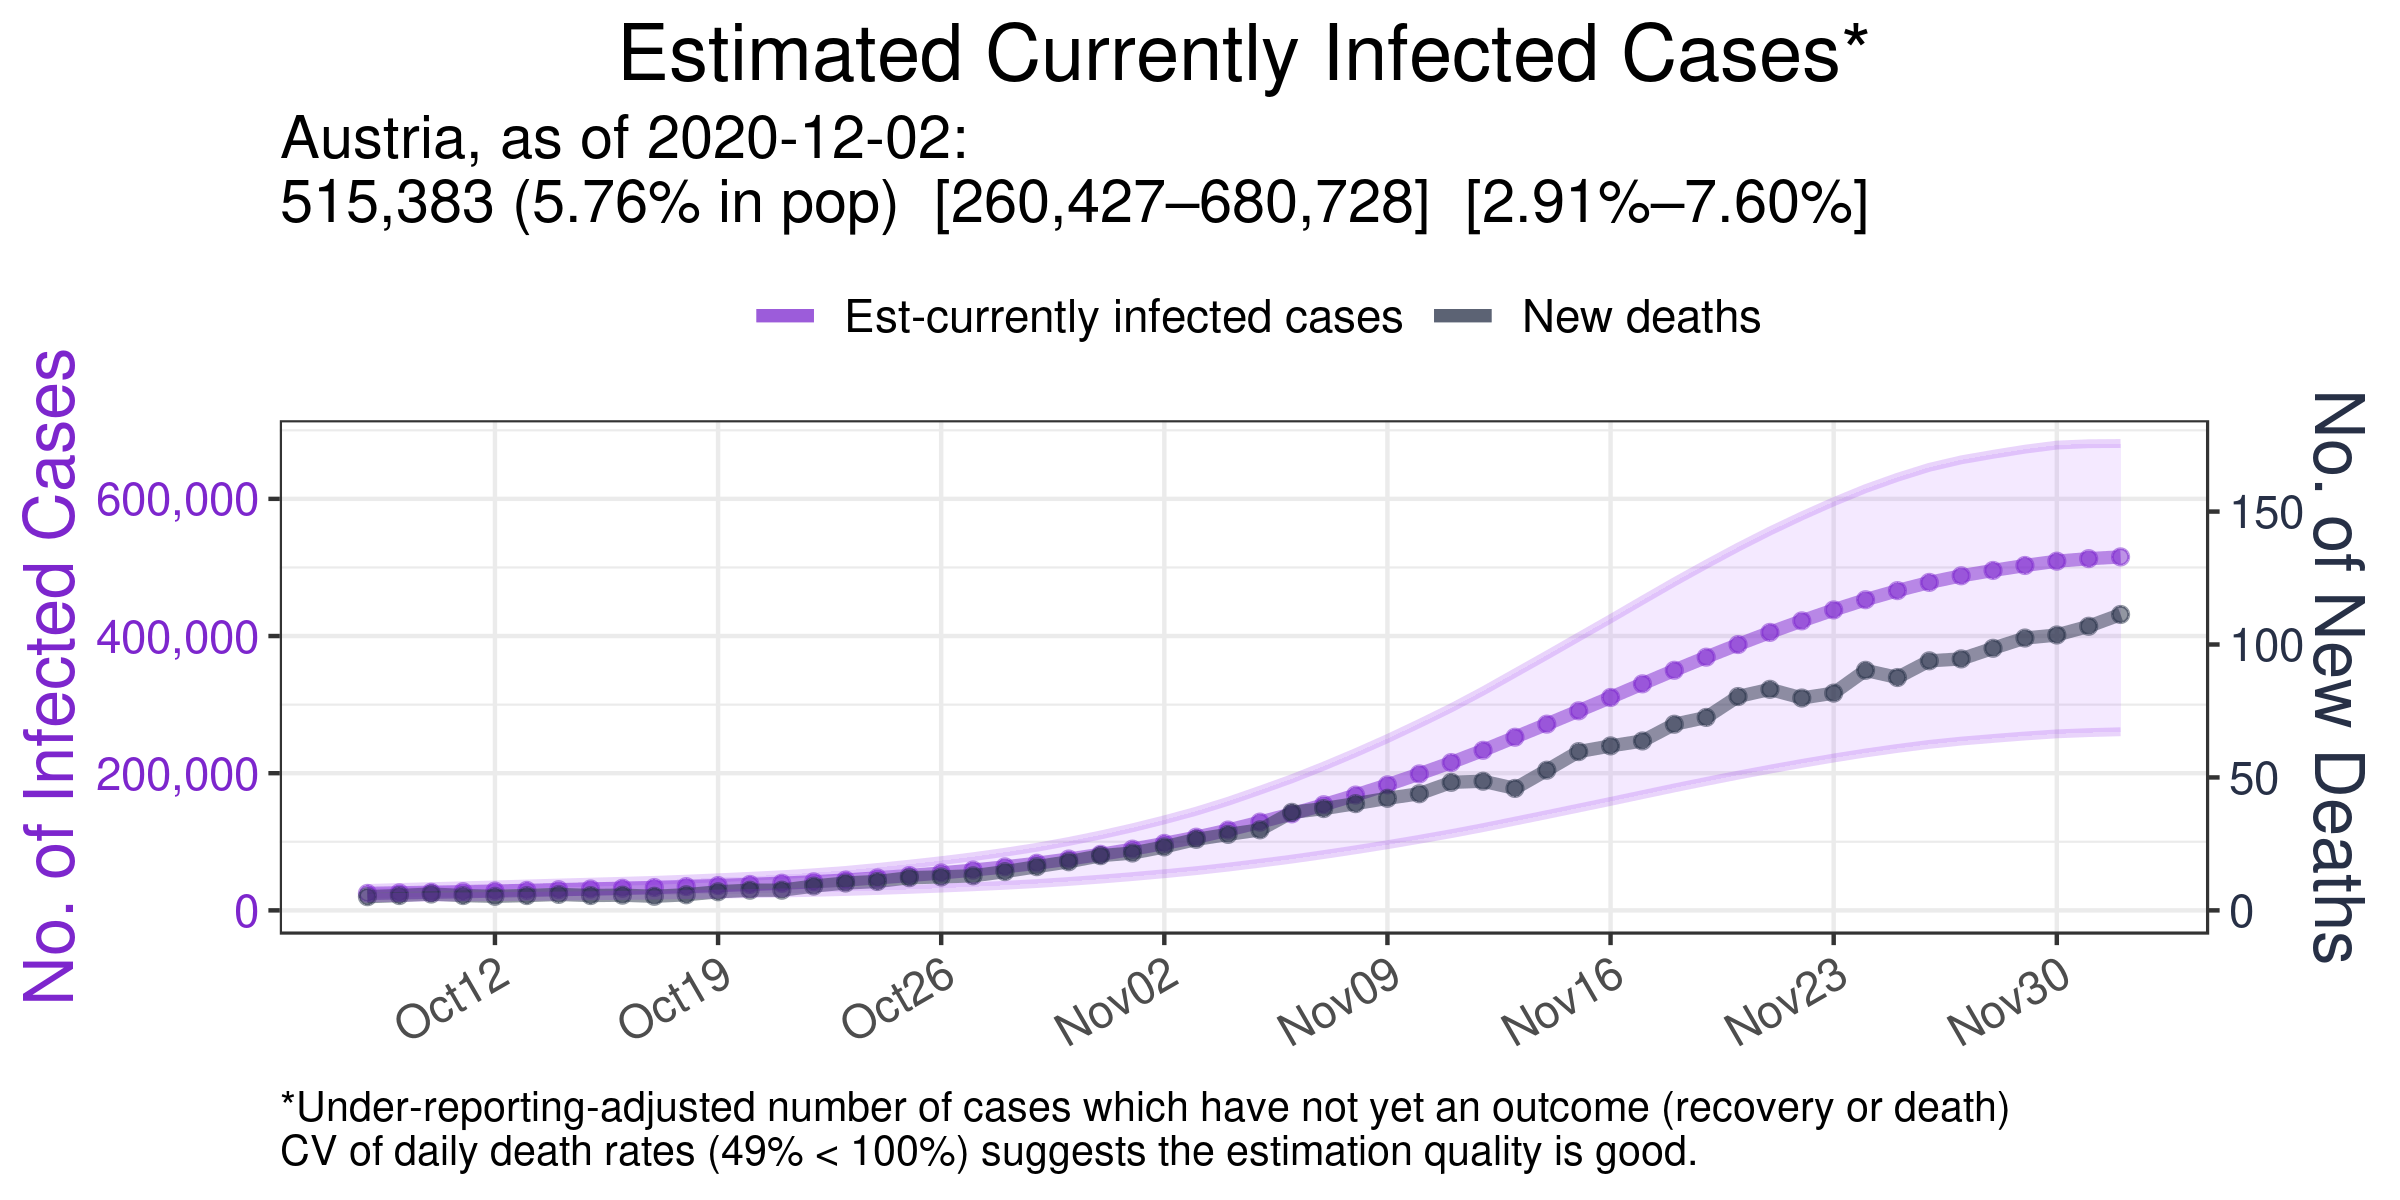 Estimated Currently Infected Cases*
Austria, as of 2020-12-02:
515,383 (5.76% in pop)  [260,427–680,728]  [2.91%–7.60%]
Est-currently infected cases
New deaths
No. of Infected Cases
600,000
400,000
200,000
0
No. of New Deaths
150
100
50
0
Oct12
Oct19
Oct26
Nov02
Nov09
Nov16
Nov23
Nov30
*Under-reporting-adjusted number of cases which have not yet an outcome (recovery or death)
CV of daily death rates (49% < 100%) suggests the estimation quality is good.